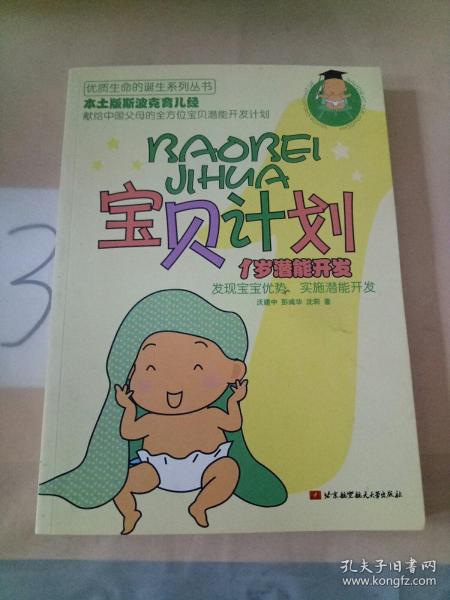 优质生命的诞生系列丛书
本土版斯波克育儿经
献给中国父母的全方位宝贝潜能开发计划
BAOBEI
JIHUA
宝贝计划
1岁潜能开发
发现宝宝优势、实施潜能开发
沃建中 彭咸华 沈莉 著
北京航空航天大学出版社
3
孔夫子旧书网
www.kongfz.com